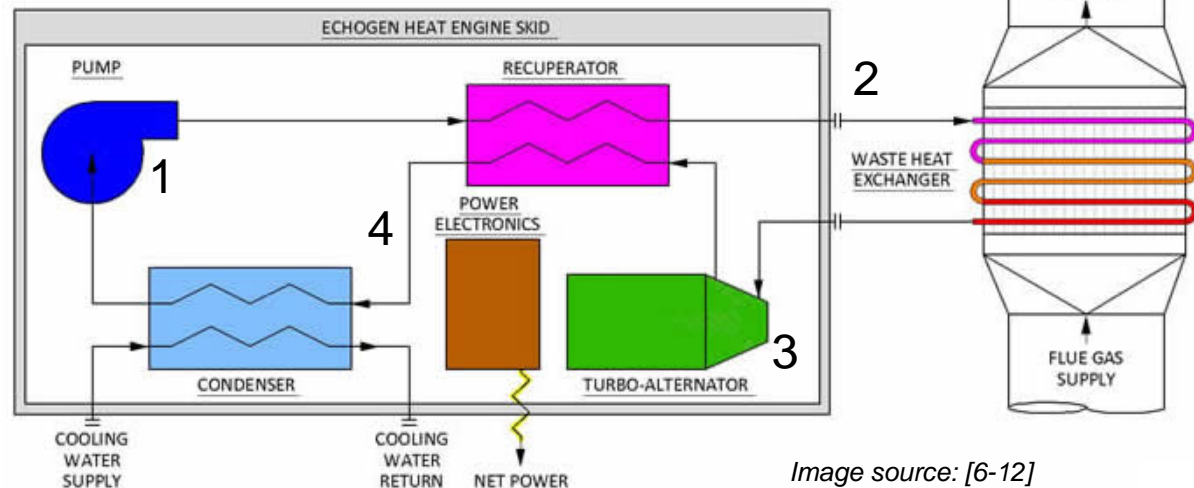 ECHOGEN HEAT ENGINE SKID
PUMP
RECUPERATOR
2
1
WASTE HEAT
EXCHANGER
4
POWER
ELECTRONICS
3
CONDENSER
TURBO-ALTERNATOR
FLUE GAS
SUPPLY
COOLING
WATER
SUPPLY
COOLING
WATER
RETURN
NET POWER
Image source: [6-12]